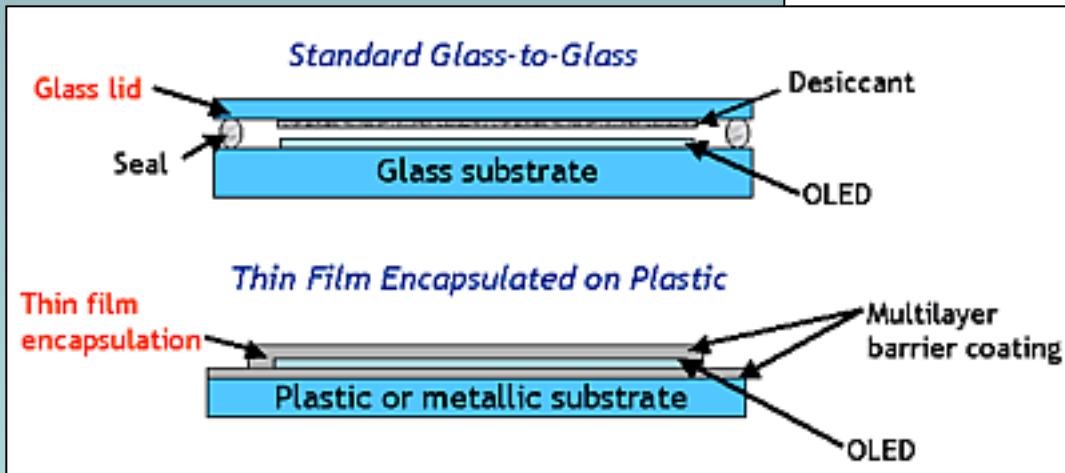 Standard Glass-to-Glass
Glass lid
Desiccant
Seal
Glass substrate
OLED
Thin Film Encapsulated on Plastic
Thin film
encapsulation
Multilayer
barrier coating
Plastic or metallic substrate
OLED